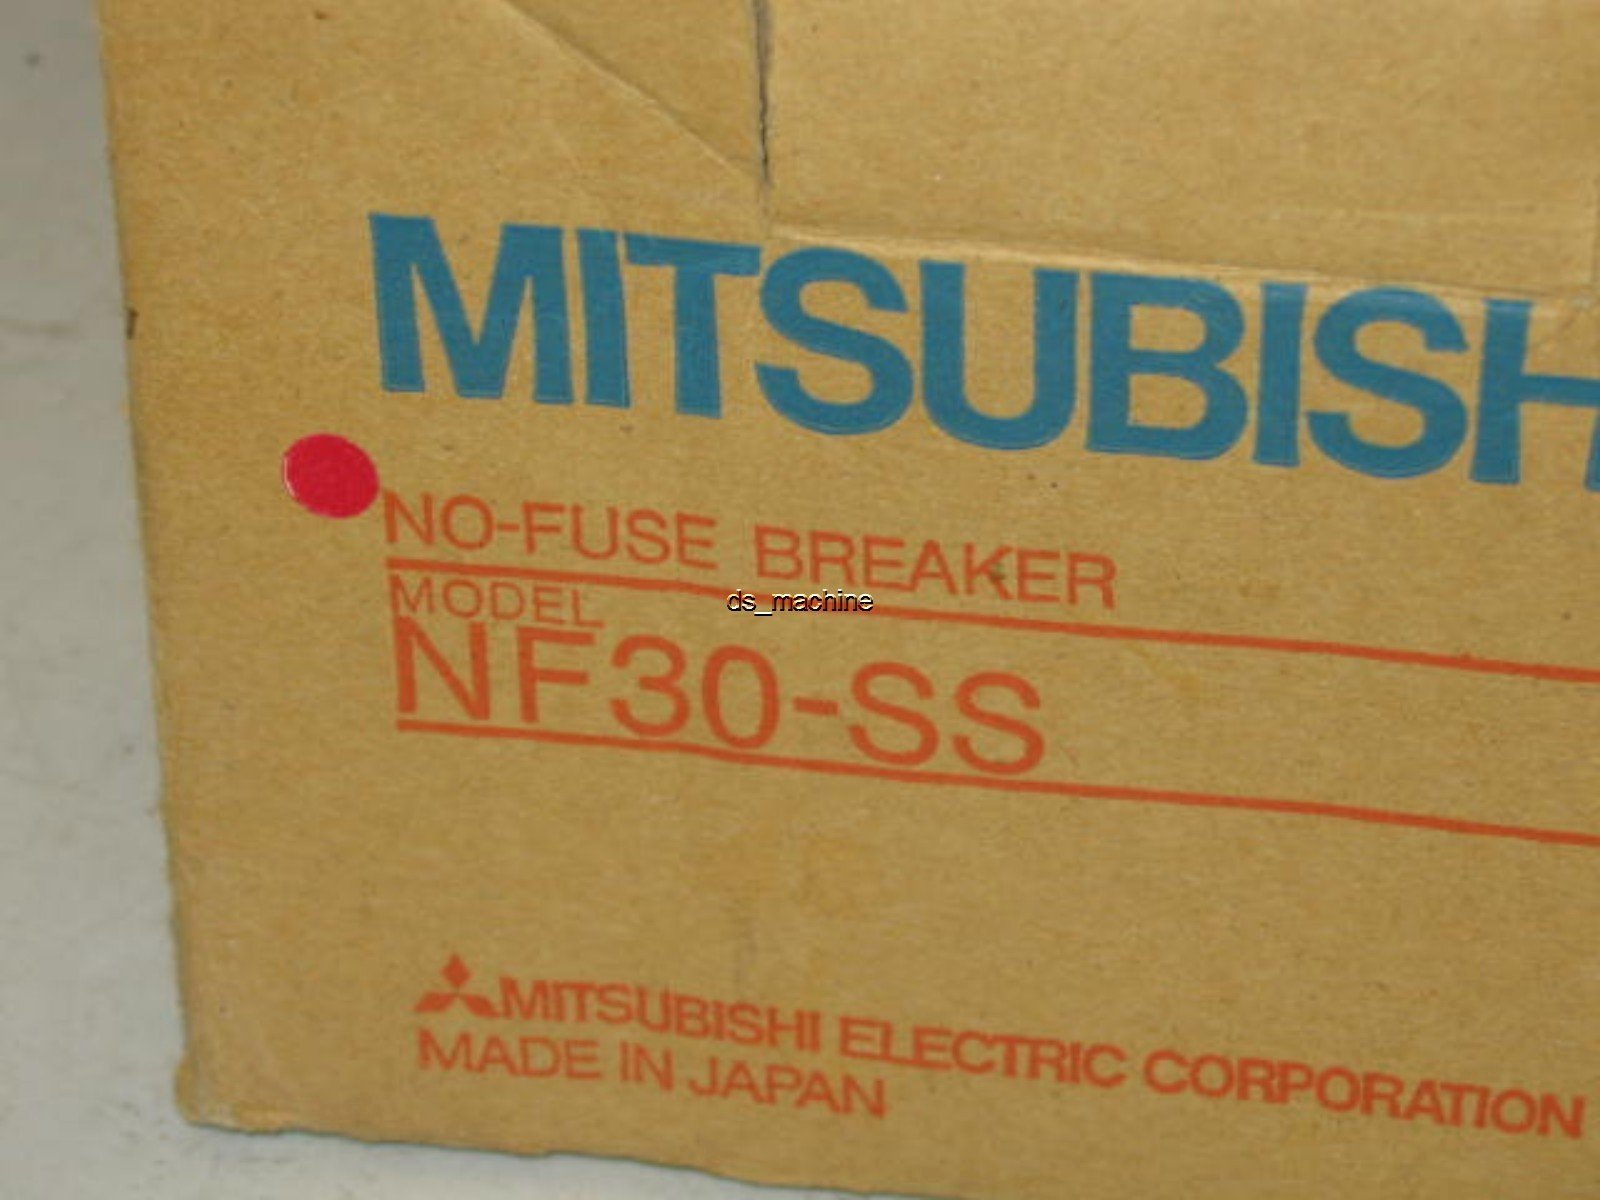 MITSUBISH
NO-FUSE BREAKER
MODEL
ds_machine
NF30-SS
MITSUBISHI ELECTRIC CORPORATION
MADE IN JAPAN